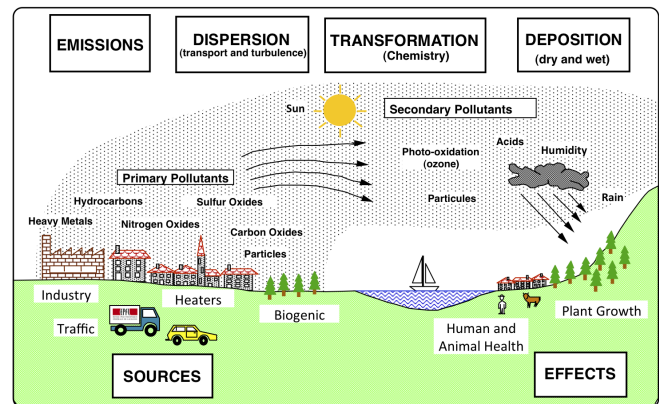 EMISSIONS
DISPERSION
(transport and turbulence)
TRANSFORMATION
(Chemistry)
DEPOSITION
(dry and wet)
Sun
Secondary Pollutants
Acids
Photo-oxidation
(ozone)
Humidity
Primary Pollutants
Particules
Rain
Hydrocarbons
Sulfur Oxides
Heavy Metals
Nitrogen Oxides
Carbon Oxides
Particles
Industry
Heaters
Biogenic
Traffic
Human and
Animal Health
Plant Growth
SOURCES
EFFECTS